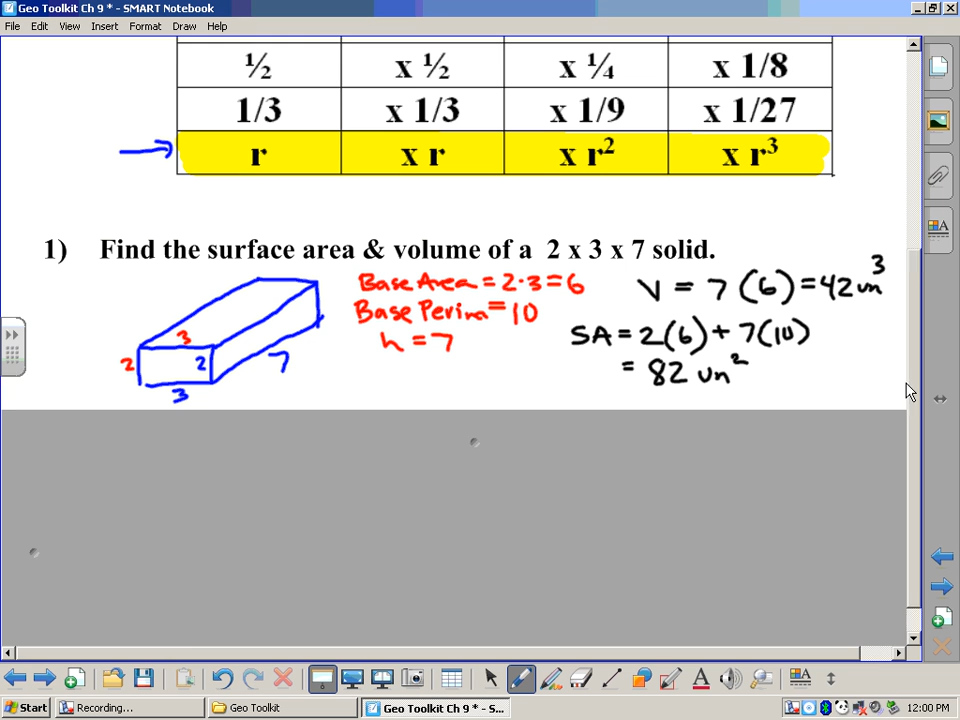 Geo Toolkit Ch 9 * - SMART Notebook
File Edit View Insert Format Draw Help
½ x ½ x ¼ x 1/8
1/3 x 1/3 x 1/9 x 1/27
r x r x r² x r³
1) Find the surface area & volume of a 2 x 3 x 7 solid.
Base Area = 2·3 = 6
Base Perim = 10
h = 7
V = 7 (6) = 42 un³
SA = 2(6) + 7(10)
= 82 un²
3
2
2
7
3
Start Recording... Geo Toolkit Geo Toolkit Ch 9 * - S... 12:00 PM